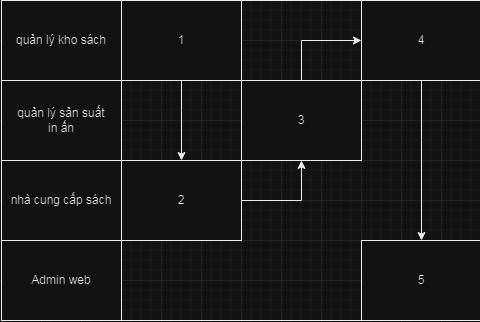 quản lý kho sách
1
4
quản lý sản suất
in ấn
3
nhà cung cấp sách
2
Admin web
5